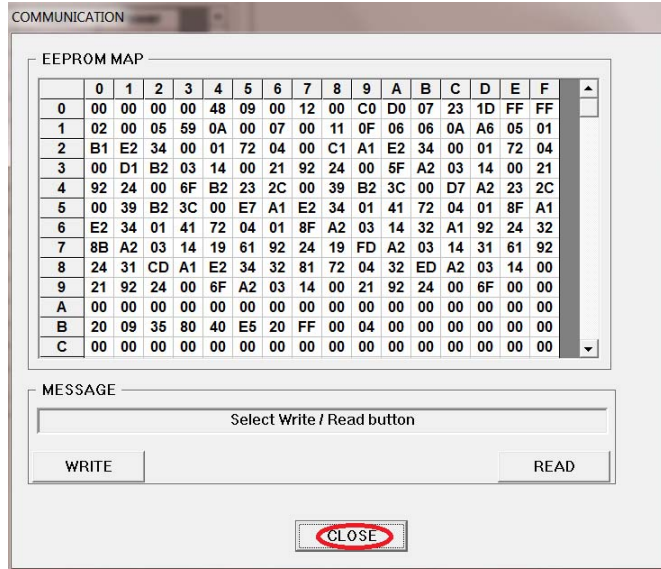 COMMUNICATION
EEPROM MAP
0 1 2 3 4 5 6 7 8 9 A B C D E F
0 00 00 00 00 48 09 00 12 00 C0 D0 07 23 1D FF FF
1 02 00 05 59 0A 00 07 00 11 0F 06 06 0A A6 05 01
2 B1 E2 34 00 01 72 04 00 C1 A1 E2 34 00 01 72 04
3 00 D1 B2 03 14 00 21 92 24 00 5F A2 03 14 00 21
4 92 24 00 6F B2 23 2C 00 39 B2 3C 00 D7 A2 23 2C
5 00 39 B2 3C 00 E7 A1 E2 34 01 41 72 04 01 8F A1
6 E2 34 01 41 72 04 01 8F A2 03 14 32 A1 92 24 32
7 8B A2 03 14 19 61 92 24 19 FD A2 03 14 31 61 92
8 24 31 CD A1 E2 34 32 81 72 04 32 ED A2 03 14 00
9 21 92 24 00 6F A2 03 14 00 21 92 24 00 6F 00 00
A 00 00 00 00 00 00 00 00 00 00 00 00 00 00 00 00
B 20 09 35 80 40 E5 20 FF 00 04 00 00 00 00 00 00
C 00 00 00 00 00 00 00 00 00 00 00 00 00 00 00 00
MESSAGE
Select Write / Read button
WRITE READ
CLOSE